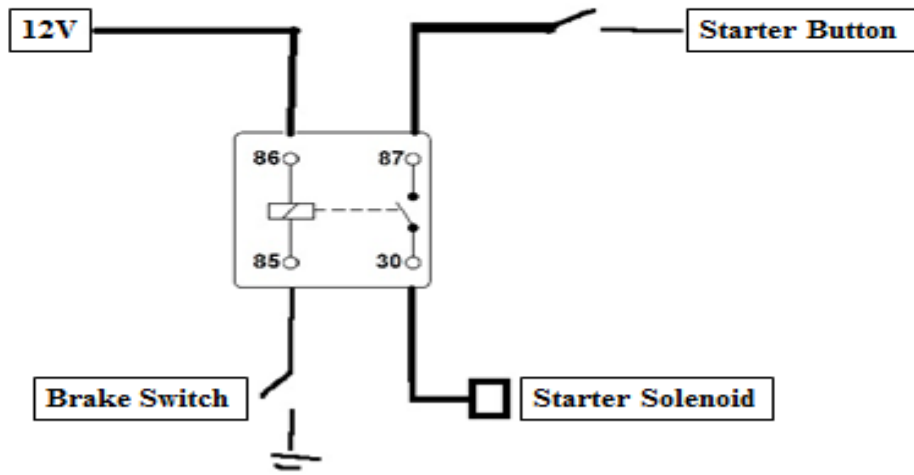 12V
Starter Button
86
87
85
30
Brake Switch
Starter Solenoid